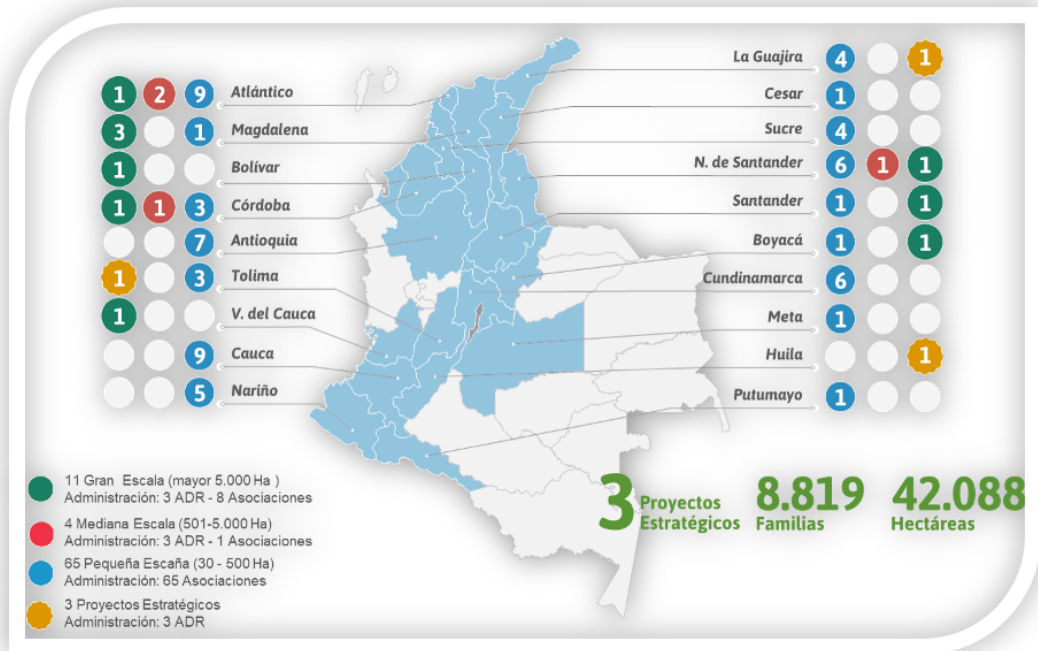 1 2 9 Atlántico
3 1 Magdalena
1 Bolívar
1 1 3 Córdoba
7 Antioquia
1 3 Tolima
1 V. del Cauca
9 Cauca
5 Nariño
La Guajira 4 1
Cesar 1
Sucre 4
N. de Santander 6 1 1
Santander 1 1
Boyacá 1 1
Cundinamarca 6
Meta 1
Huila 1
Putumayo 1
11 Gran Escala (mayor 5.000 Ha )
Administración: 3 ADR - 8 Asociaciones
4 Mediana Escala (501-5.000 Ha)
Administración: 3 ADR - 1 Asociaciones
65 Pequeña Escaña (30 - 500 Ha)
Administración: 65 Asociaciones
3 Proyectos Estratégicos
Administración: 3 ADR
3 Proyectos
Estratégicos
8.819
Familias
42.088
Hectáreas